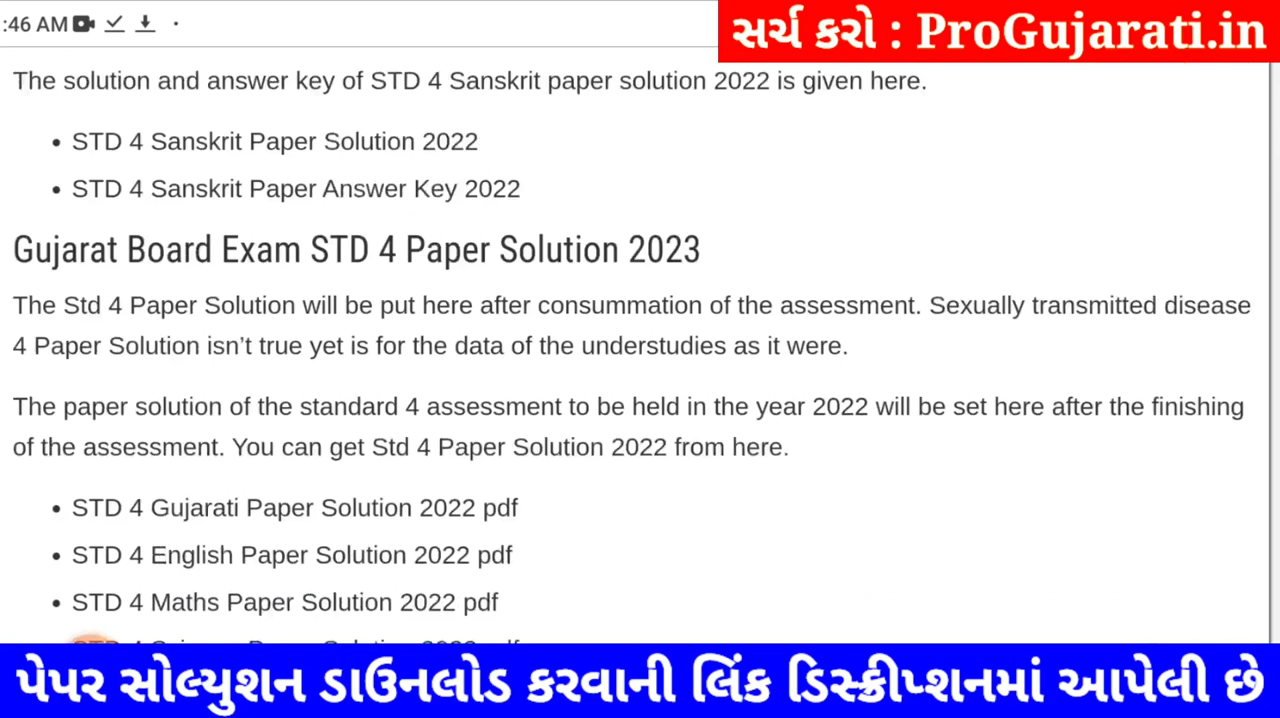 :46 AM
સર્ચ કરો : ProGujarati.in
The solution and answer key of STD 4 Sanskrit paper solution 2022 is given here.
• STD 4 Sanskrit Paper Solution 2022
• STD 4 Sanskrit Paper Answer Key 2022
Gujarat Board Exam STD 4 Paper Solution 2023
The Std 4 Paper Solution will be put here after consummation of the assessment. Sexually transmitted disease
4 Paper Solution isn’t true yet is for the data of the understudies as it were.
The paper solution of the standard 4 assessment to be held in the year 2022 will be set here after the finishing
of the assessment. You can get Std 4 Paper Solution 2022 from here.
• STD 4 Gujarati Paper Solution 2022 pdf
• STD 4 English Paper Solution 2022 pdf
• STD 4 Maths Paper Solution 2022 pdf
પેપર સોલ્યુશન ડાઉનલોડ કરવાની લિંક ડિસ્ક્રીપ્શનમાં આપેલી છે